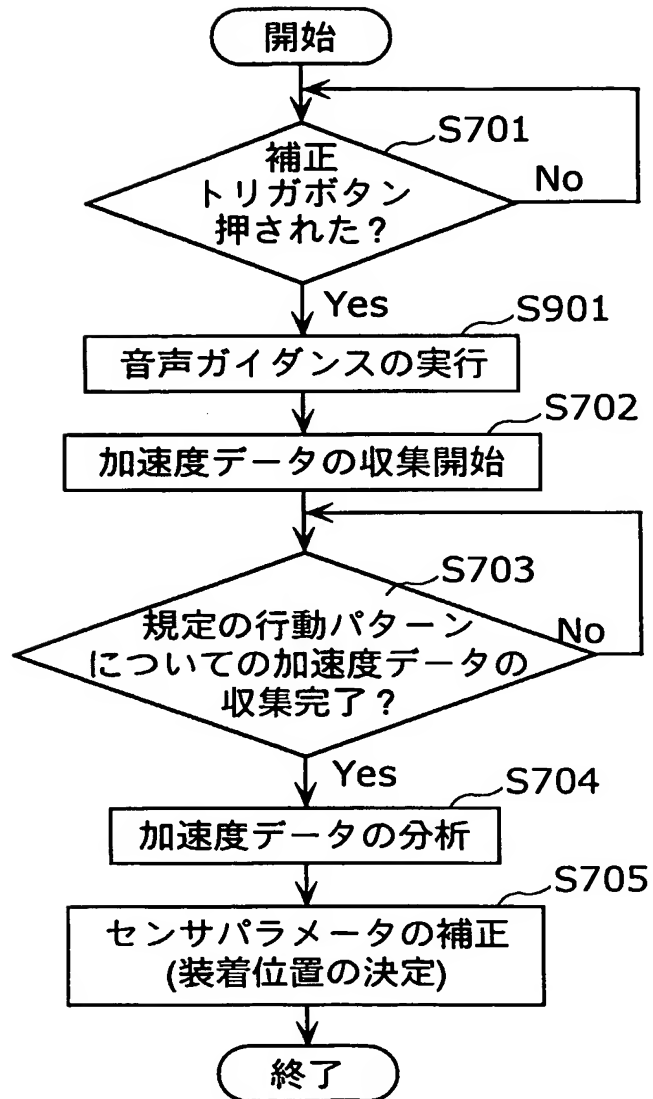 開始
S701
補正
トリガボタン
押された？
No
Yes
S901
音声ガイダンスの実行
S702
加速度データの収集開始
S703
規定の行動パターン
についての加速度データの
収集完了？
No
Yes
S704
加速度データの分析
S705
センサパラメータの補正
(装着位置の決定)
終了